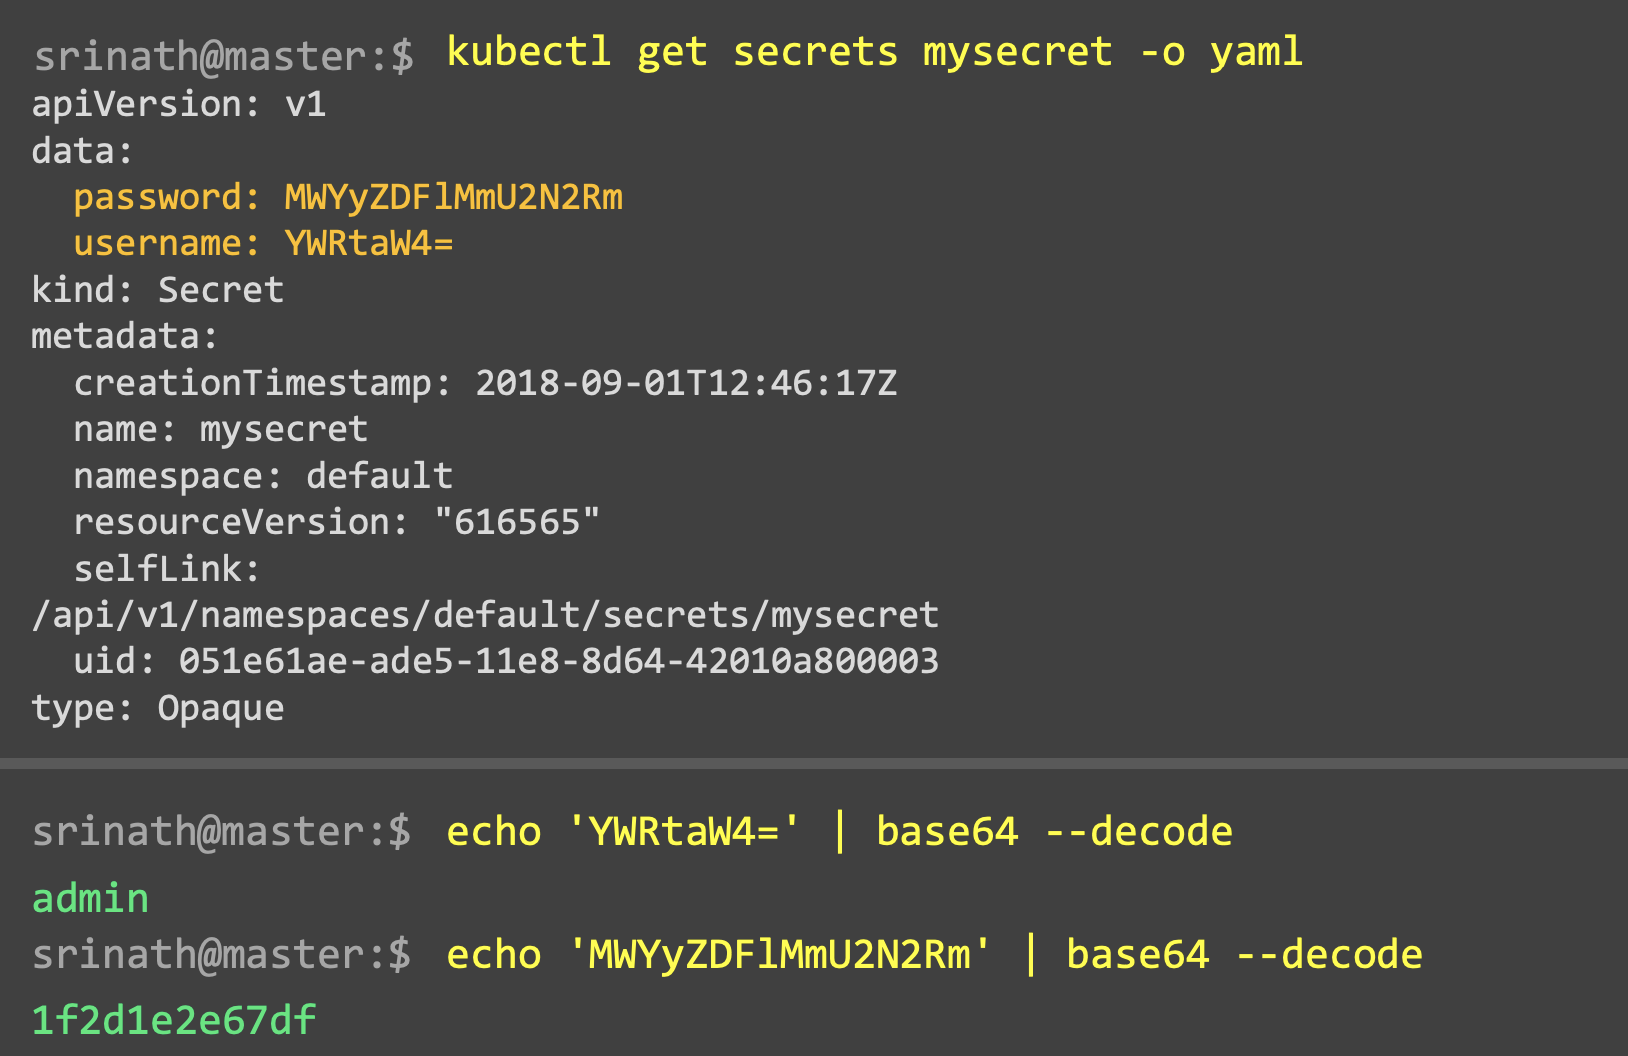 srinath@master:$ kubectl get secrets mysecret -o yaml
apiVersion: v1
data:
  password: MWYyZDFlMmU2N2Rm
  username: YWRtaW4=
kind: Secret
metadata:
  creationTimestamp: 2018-09-01T12:46:17Z
  name: mysecret
  namespace: default
  resourceVersion: "616565"
  selfLink:
/api/v1/namespaces/default/secrets/mysecret
  uid: 051e61ae-ade5-11e8-8d64-42010a800003
type: Opaque
srinath@master:$ echo 'YWRtaW4=' | base64 --decode
admin
srinath@master:$ echo 'MWYyZDFlMmU2N2Rm' | base64 --decode
1f2d1e2e67df